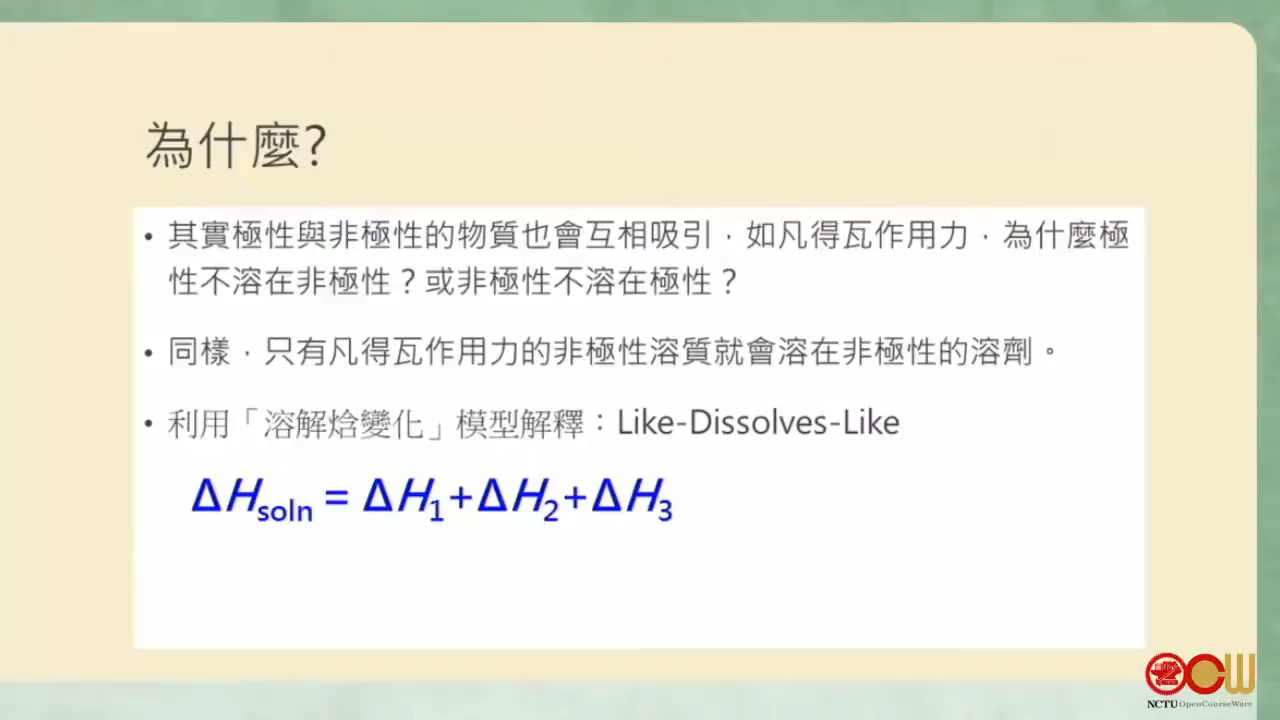 為什麼?
• 其實極性與非極性的物質也會互相吸引，如凡得瓦作用力，為什麼極
性不溶在非極性？或非極性不溶在極性？
• 同樣，只有凡得瓦作用力的非極性溶質就會溶在非極性的溶劑。
• 利用「溶解焓變化」模型解釋：Like-Dissolves-Like
ΔHsoln = ΔH1+ΔH2+ΔH3
OCW
NCTU OpenCourseWare